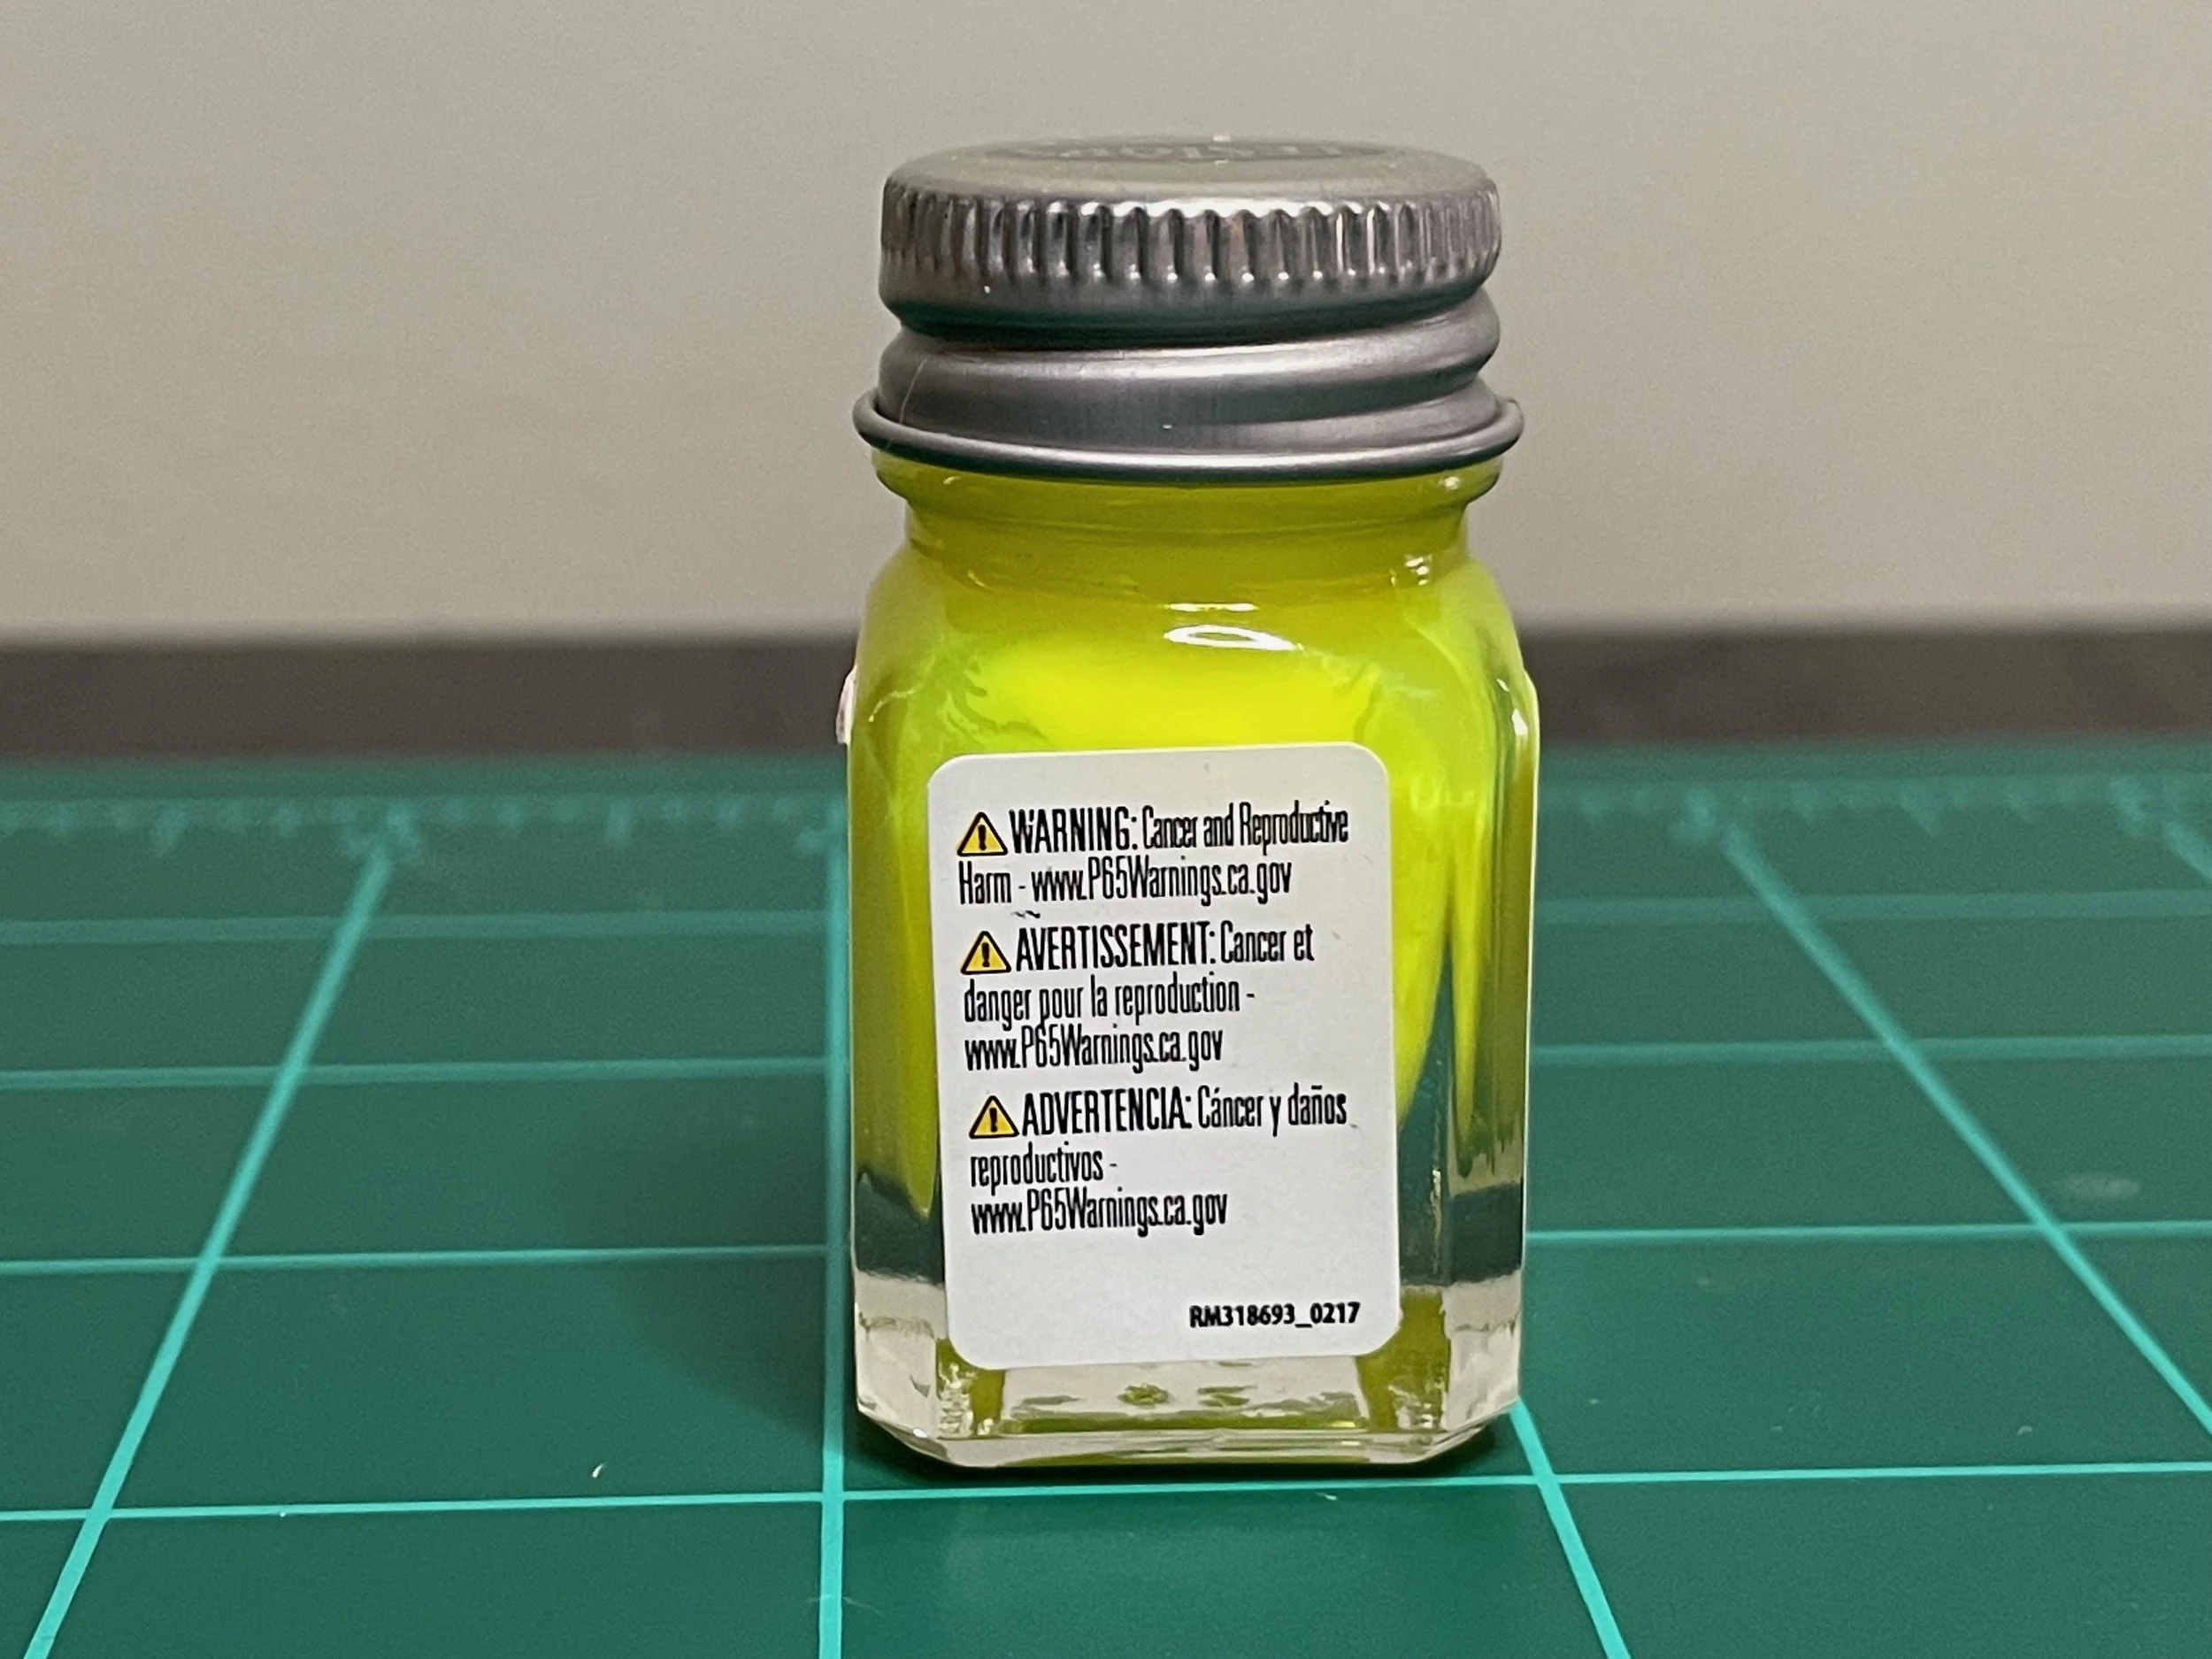 WARNING: Cancer and Reproductive
Harm - www.P65Warnings.ca.gov
AVERTISSEMENT: Cancer et
danger pour la reproduction -
www.P65Warnings.ca.gov
ADVERTENCIA: Cáncer y daños
reproductivos -
www.P65Warnings.ca.gov
RM318693_0217